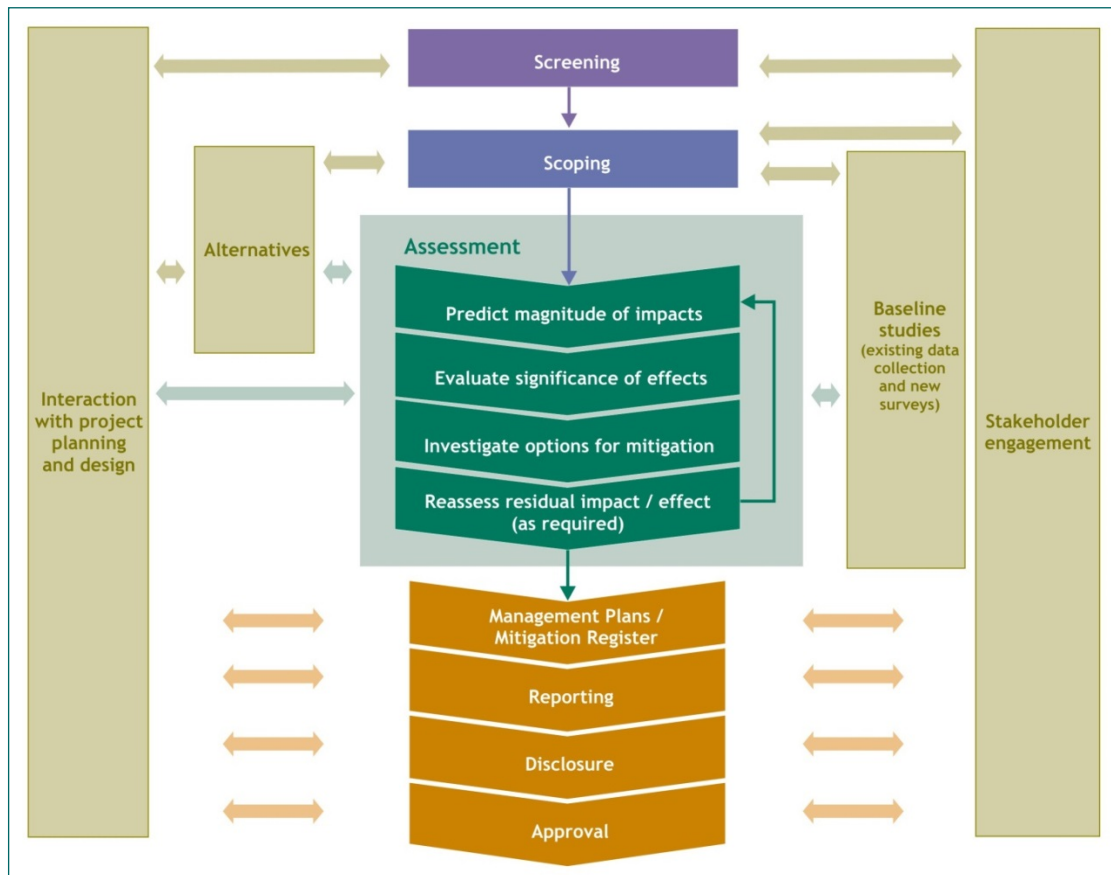 Screening
Scoping
Alternatives
Assessment
Predict magnitude of impacts
Evaluate significance of effects
Investigate options for mitigation
Reassess residual impact / effect
(as required)
Interaction
with project
planning
and design
Baseline
studies
(existing data
collection
and new
surveys)
Stakeholder
engagement
Management Plans /
Mitigation Register
Reporting
Disclosure
Approval